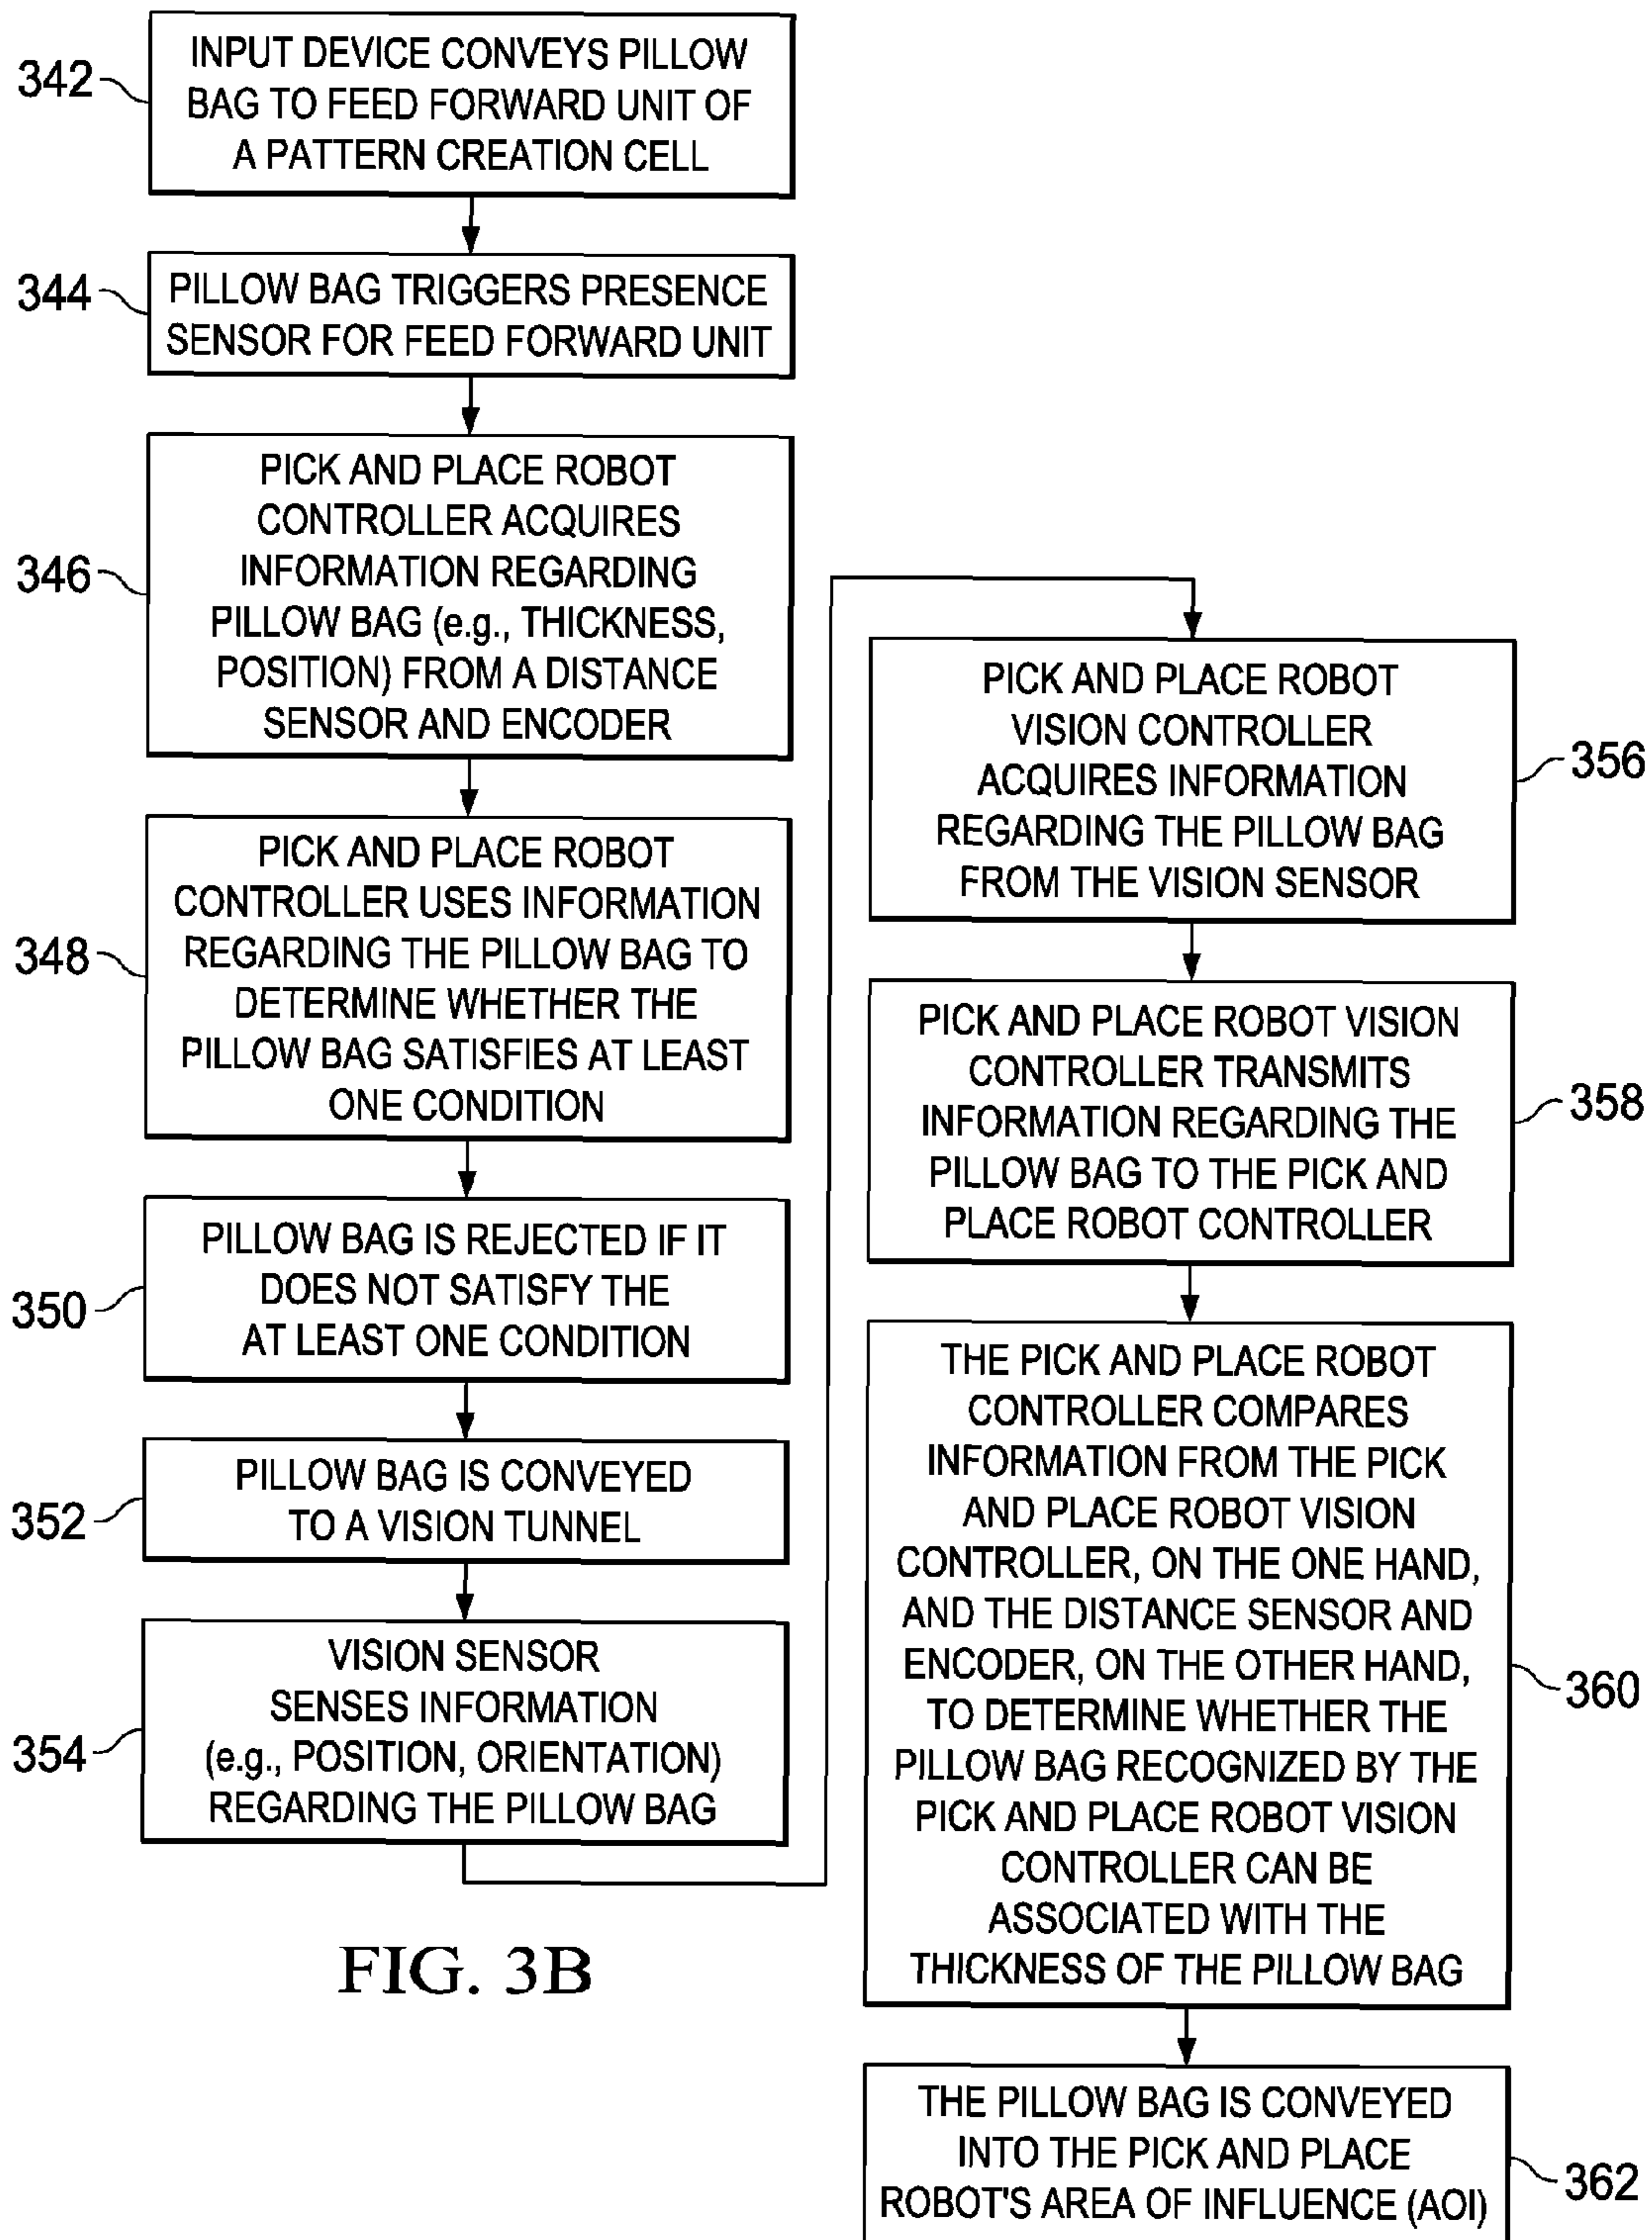 342
INPUT DEVICE CONVEYS PILLOW
BAG TO FEED FORWARD UNIT OF
A PATTERN CREATION CELL
344
PILLOW BAG TRIGGERS PRESENCE
SENSOR FOR FEED FORWARD UNIT
346
PICK AND PLACE ROBOT
CONTROLLER ACQUIRES
INFORMATION REGARDING
PILLOW BAG (e.g., THICKNESS,
POSITION) FROM A DISTANCE
SENSOR AND ENCODER
348
PICK AND PLACE ROBOT
CONTROLLER USES INFORMATION
REGARDING THE PILLOW BAG TO
DETERMINE WHETHER THE
PILLOW BAG SATISFIES AT LEAST
ONE CONDITION
350
PILLOW BAG IS REJECTED IF IT
DOES NOT SATISFY THE
AT LEAST ONE CONDITION
352
PILLOW BAG IS CONVEYED
TO A VISION TUNNEL
354
VISION SENSOR
SENSES INFORMATION
(e.g., POSITION, ORIENTATION)
REGARDING THE PILLOW BAG
PICK AND PLACE ROBOT
VISION CONTROLLER
ACQUIRES INFORMATION
REGARDING THE PILLOW BAG
FROM THE VISION SENSOR
356
PICK AND PLACE ROBOT VISION
CONTROLLER TRANSMITS
INFORMATION REGARDING THE
PILLOW BAG TO THE PICK AND
PLACE ROBOT CONTROLLER
358
THE PICK AND PLACE ROBOT
CONTROLLER COMPARES
INFORMATION FROM THE PICK
AND PLACE ROBOT VISION
CONTROLLER, ON THE ONE HAND,
AND THE DISTANCE SENSOR AND
ENCODER, ON THE OTHER HAND,
TO DETERMINE WHETHER THE
PILLOW BAG RECOGNIZED BY THE
PICK AND PLACE ROBOT VISION
CONTROLLER CAN BE
ASSOCIATED WITH THE
THICKNESS OF THE PILLOW BAG
360
THE PILLOW BAG IS CONVEYED
INTO THE PICK AND PLACE
ROBOT'S AREA OF INFLUENCE (AOI)
362
FIG. 3B